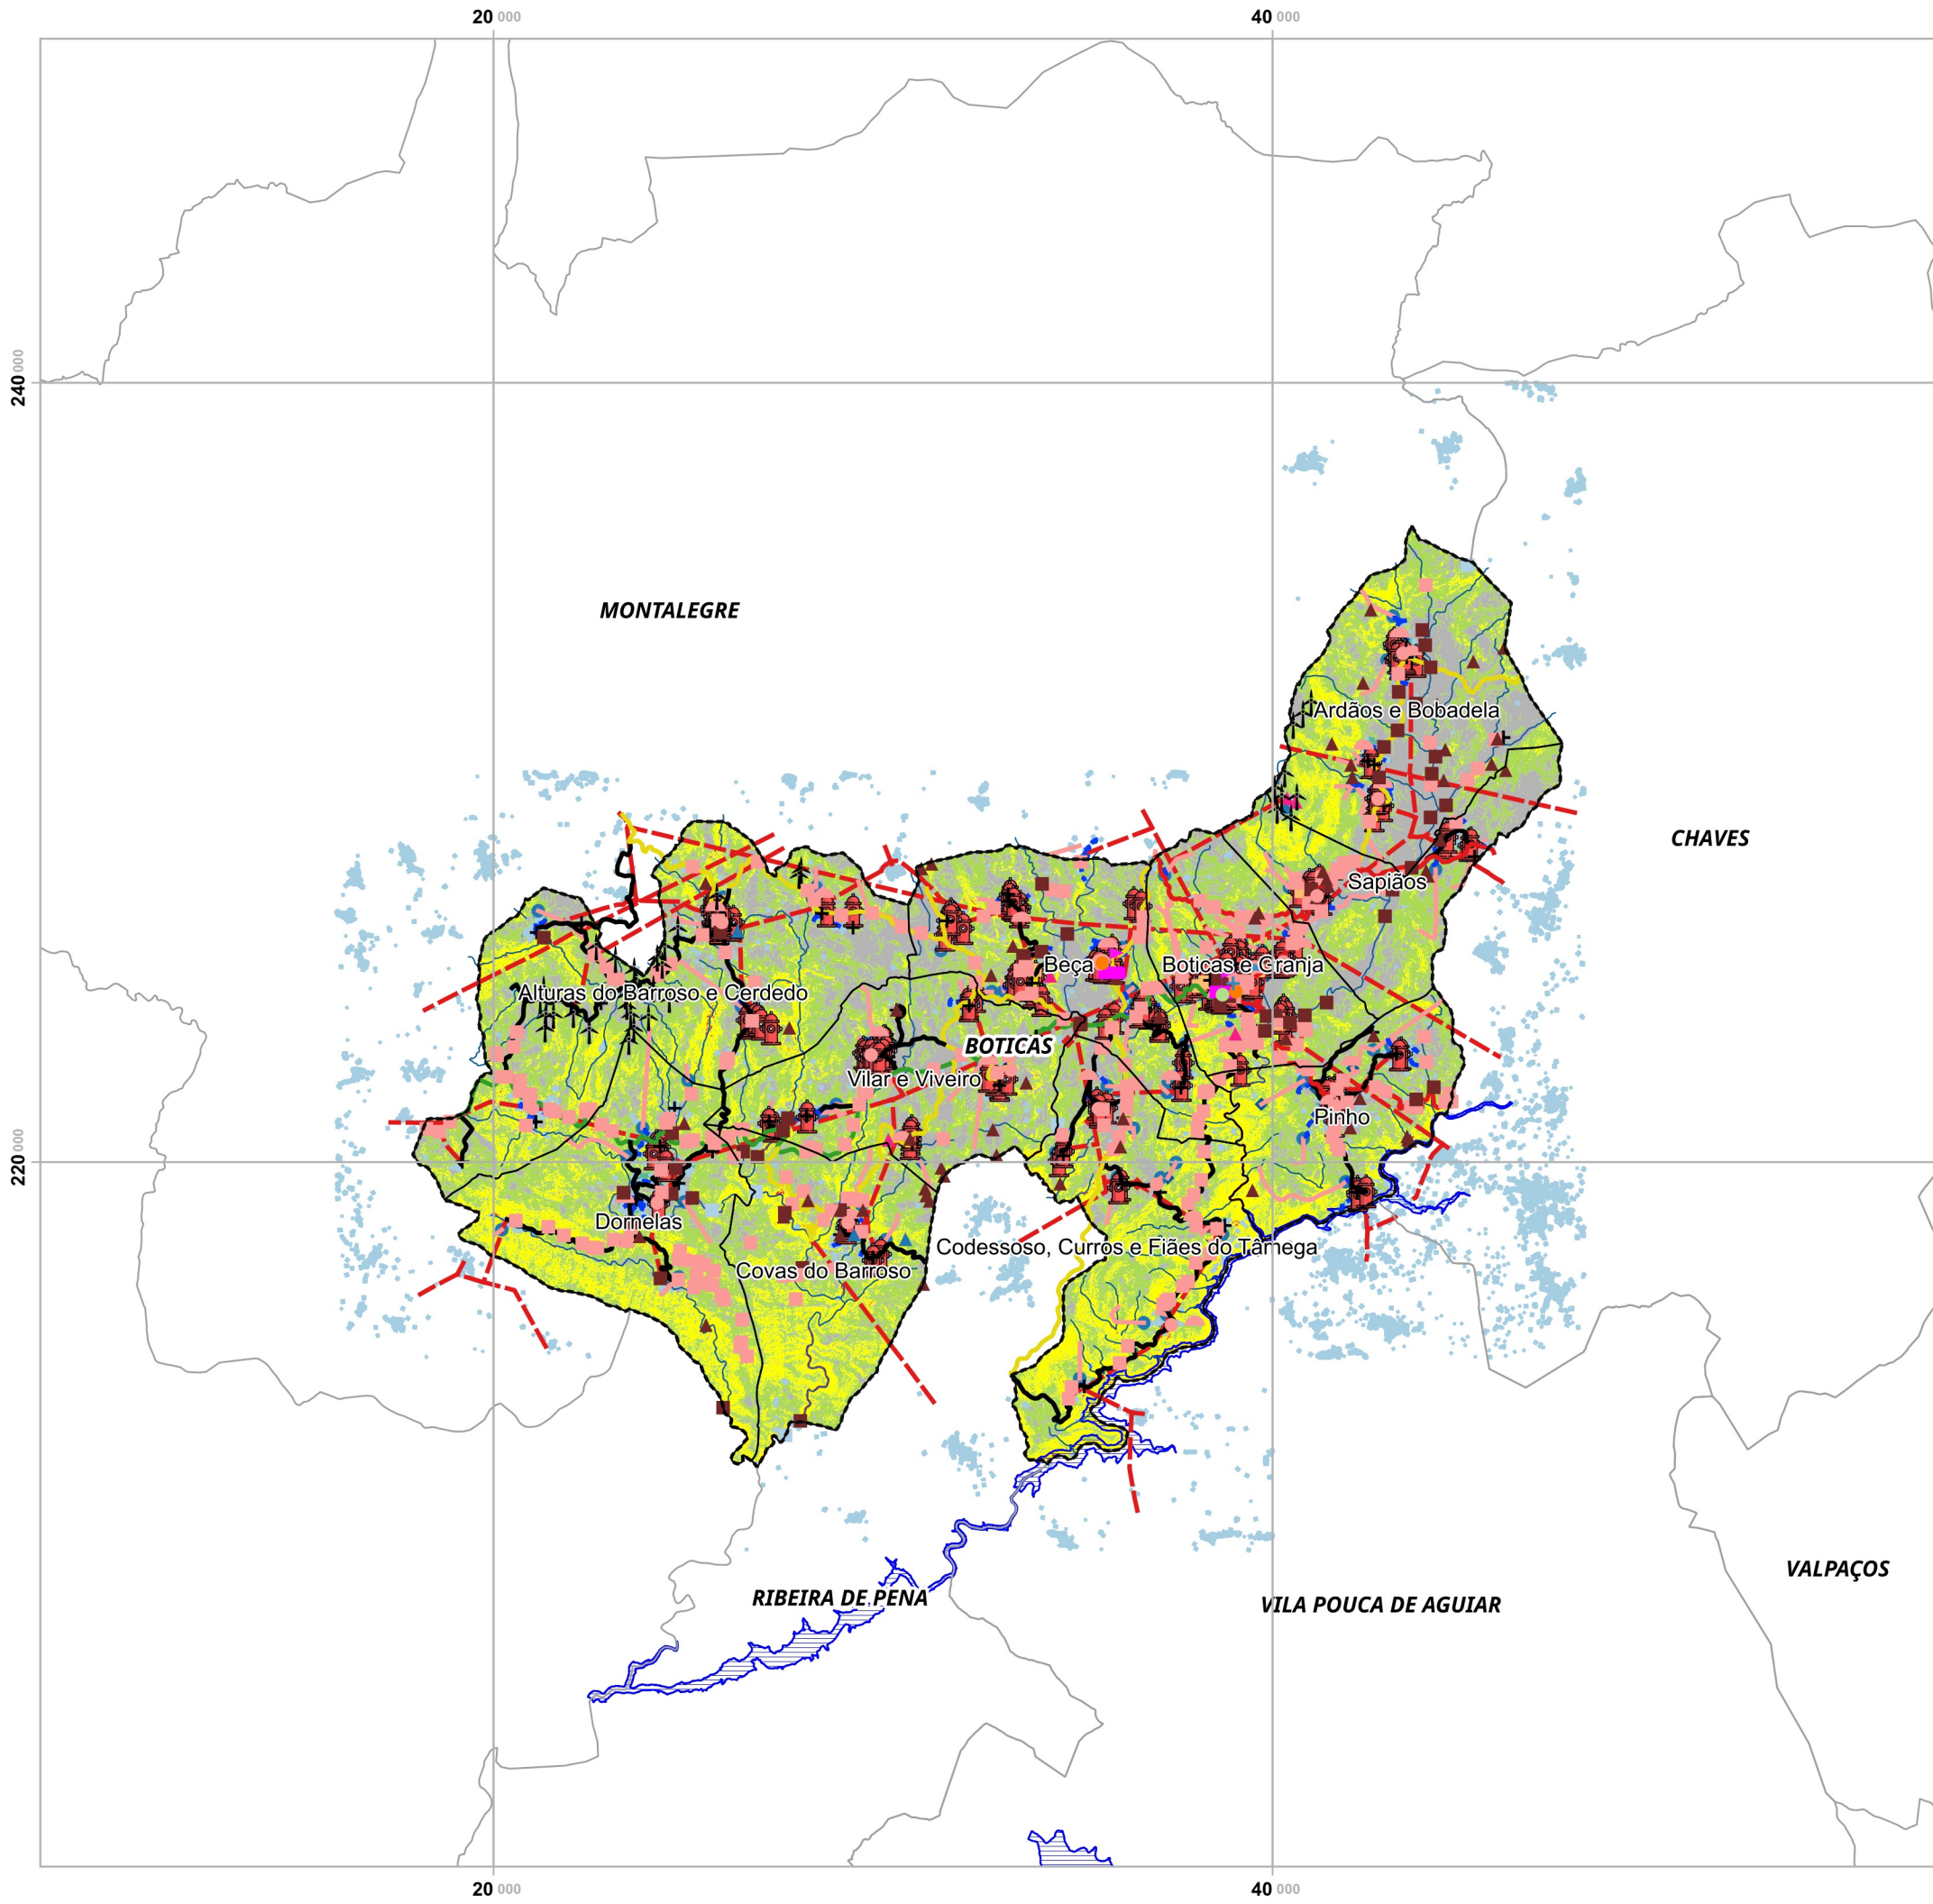 20 000
40 000
240 000
MONTALEGRE
Ardãos e Bobadela
CHAVES
Sapiãos
Beça
Boticas e Granja
Alturas do Barroso e Cerdedo
BOTICAS
Vilar e Viveiro
Pinho
220 000
Dornelas
Codessoso, Curros e Fiães do Tâmega
Covas do Barroso
VALPAÇOS
RIBEIRA DE PENA
VILA POUCA DE AGUIAR
20 000
40 000